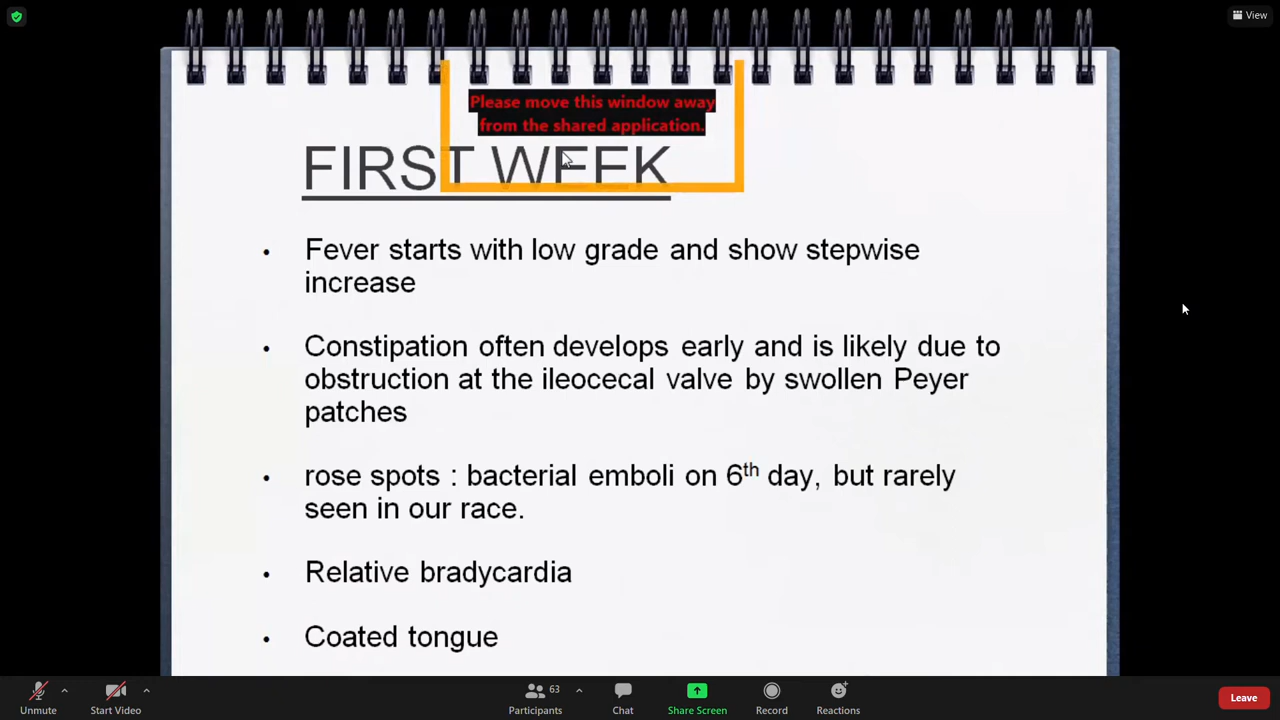 View
Please move this window away
from the shared application.
FIRST WEEK
• Fever starts with low grade and show stepwise
increase
• Constipation often develops early and is likely due to
obstruction at the ileocecal valve by swollen Peyer
patches
• rose spots : bacterial emboli on 6th day, but rarely
seen in our race.
• Relative bradycardia
• Coated tongue
Unmute
Start Video
63
Participants
Chat
Share Screen
Record
Reactions
Leave